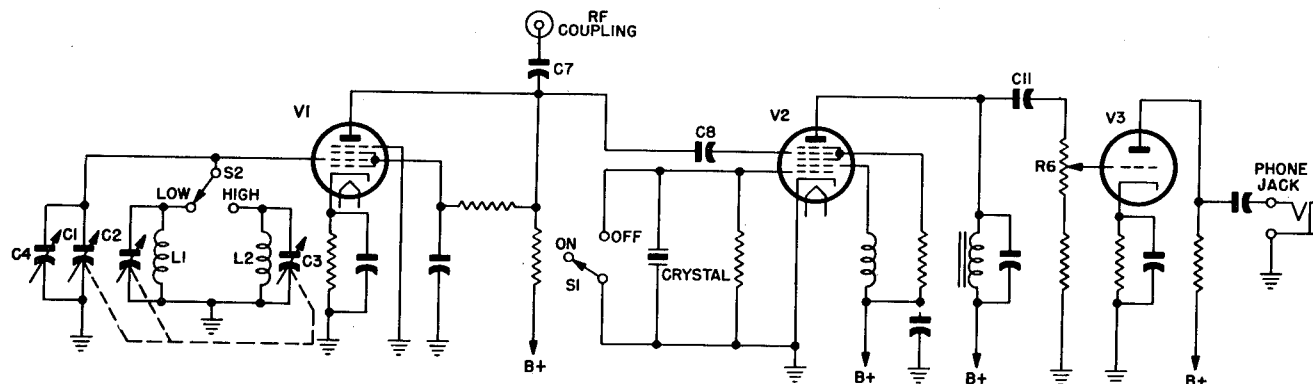 RF
COUPLING
C7
C11
V1
V2
V3
C8
S2
LOW
HIGH
R6
PHONE
JACK
OFF
ON
C4
C1
C2
L1
L2
C3
CRYSTAL
S1
B+
B+
B+
B+